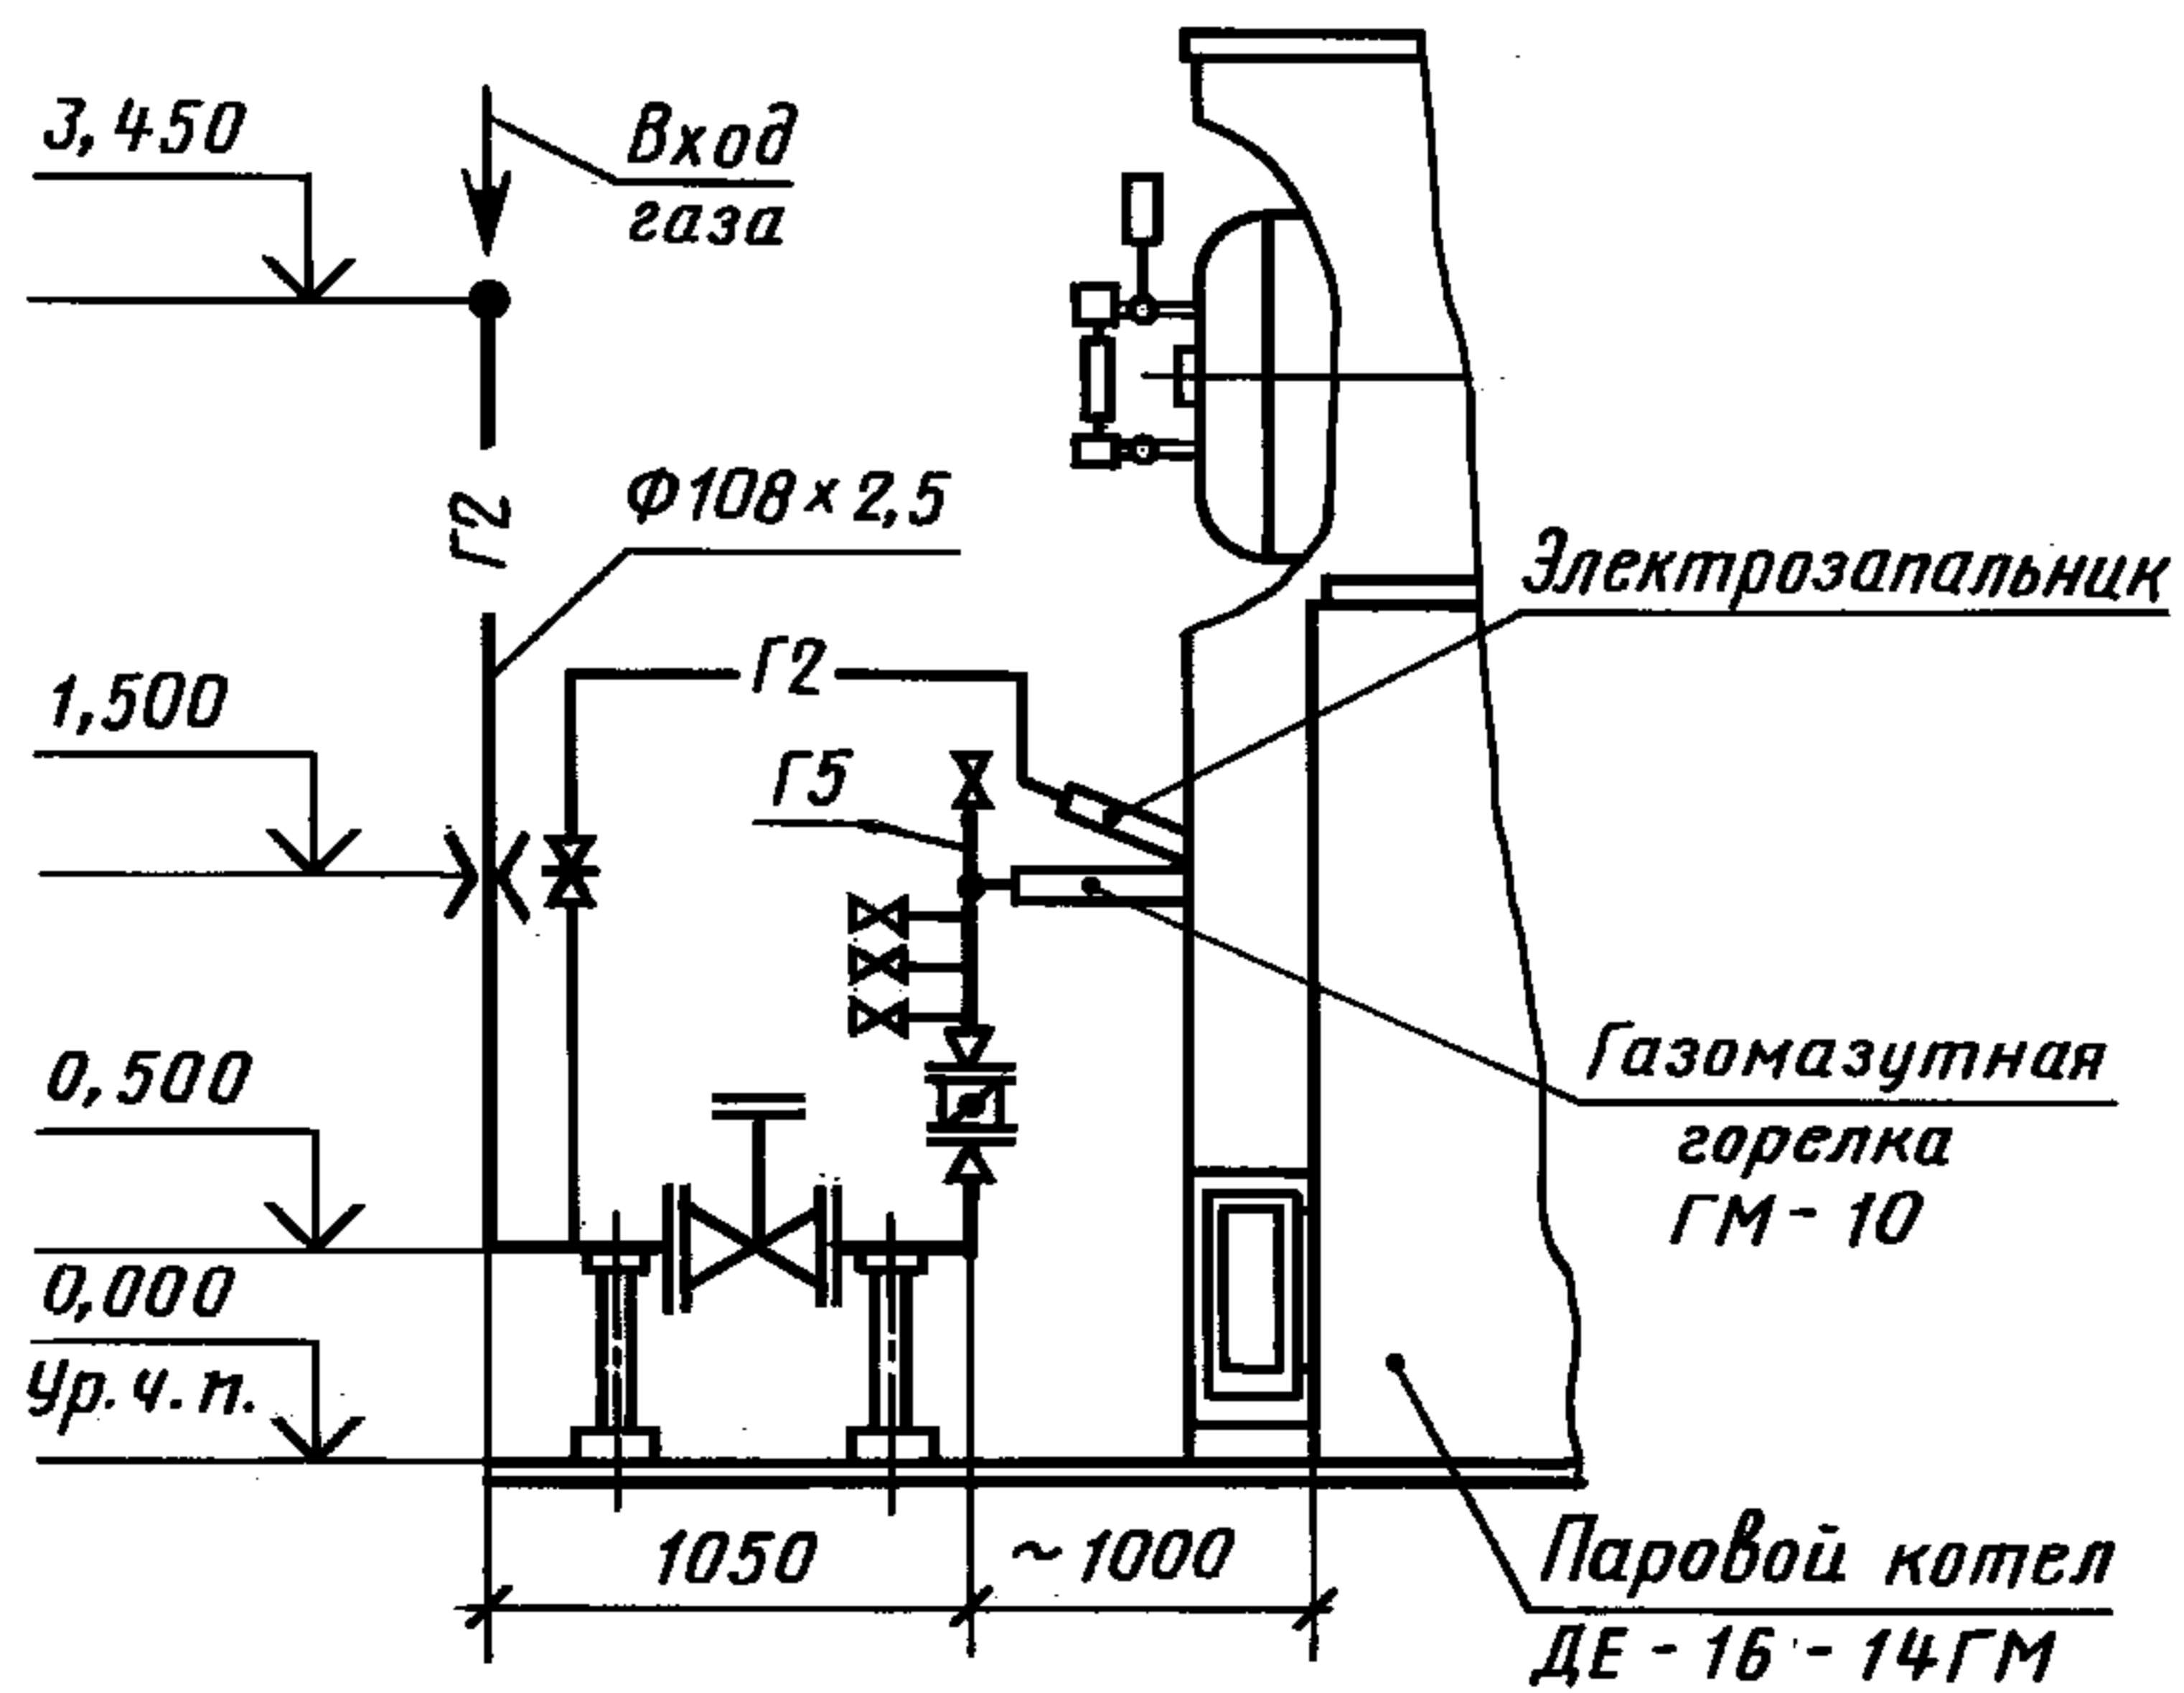 3,450
Вход
газа
Г2
Ф108×2,5
Электрозапальник
Г2
1,500
Г5
0,500
Газомазутная
горелка
ГМ-10
0,000
Ур.ч.п.
1050
~1000
Паровой котел
ДЕ-16-14ГМ